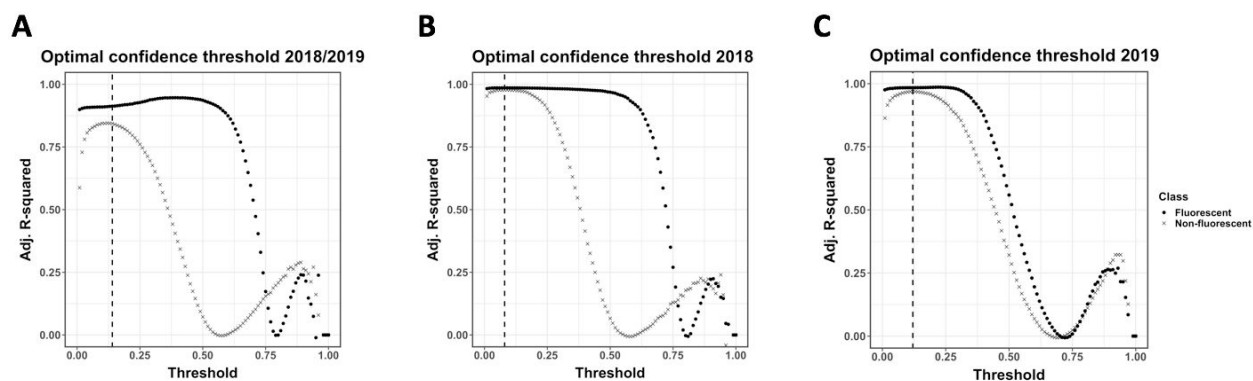 A
Optimal confidence threshold 2018/2019
Adj. R-squared
1.00
0.75
0.50
0.25
0.00
0.00 0.25 0.50 0.75 1.00
Threshold
B
Optimal confidence threshold 2018
Adj. R-squared
1.00
0.75
0.50
0.25
0.00
0.00 0.25 0.50 0.75 1.00
Threshold
C
Optimal confidence threshold 2019
Adj. R-squared
1.00
0.75
0.50
0.25
0.00
0.00 0.25 0.50 0.75 1.00
Threshold
Class
Fluorescent
Non-fluorescent